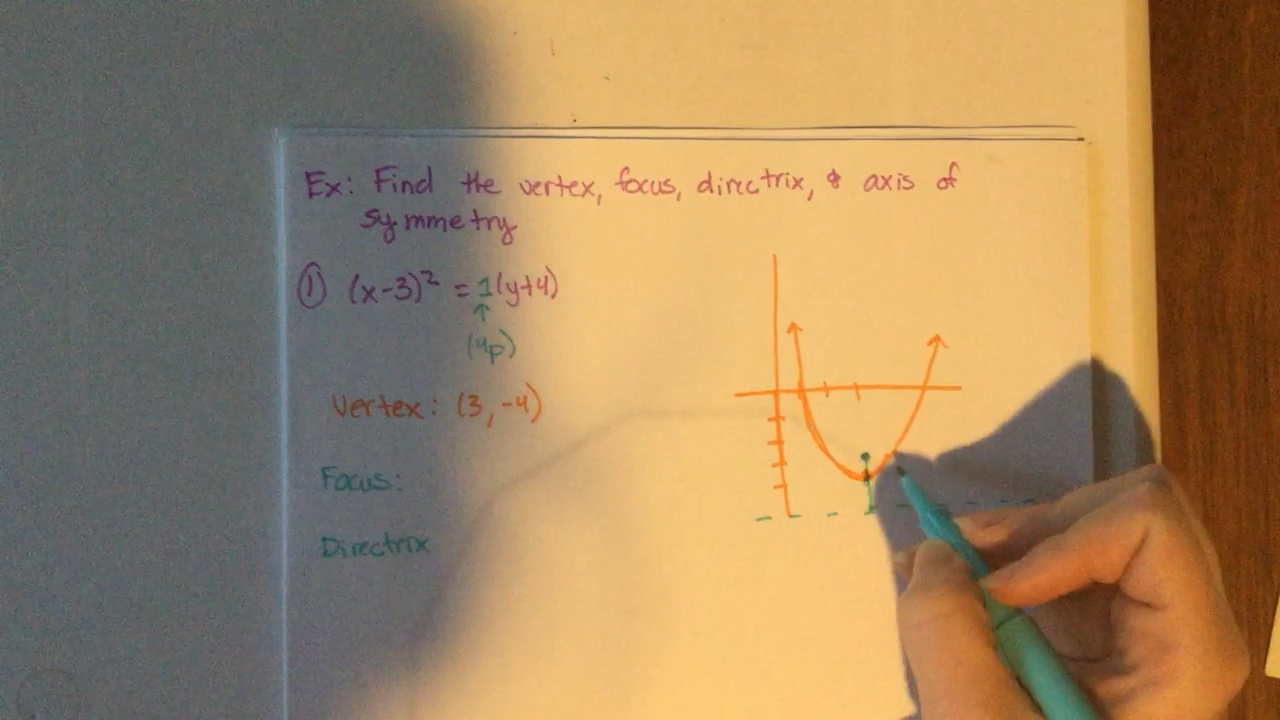 Ex: Find the vertex, focus, directrix, & axis of
symmetry
① (x-3)² = 1(y+4)
↑
(4p)
Vertex: (3, -4)
Focus:
Directrix